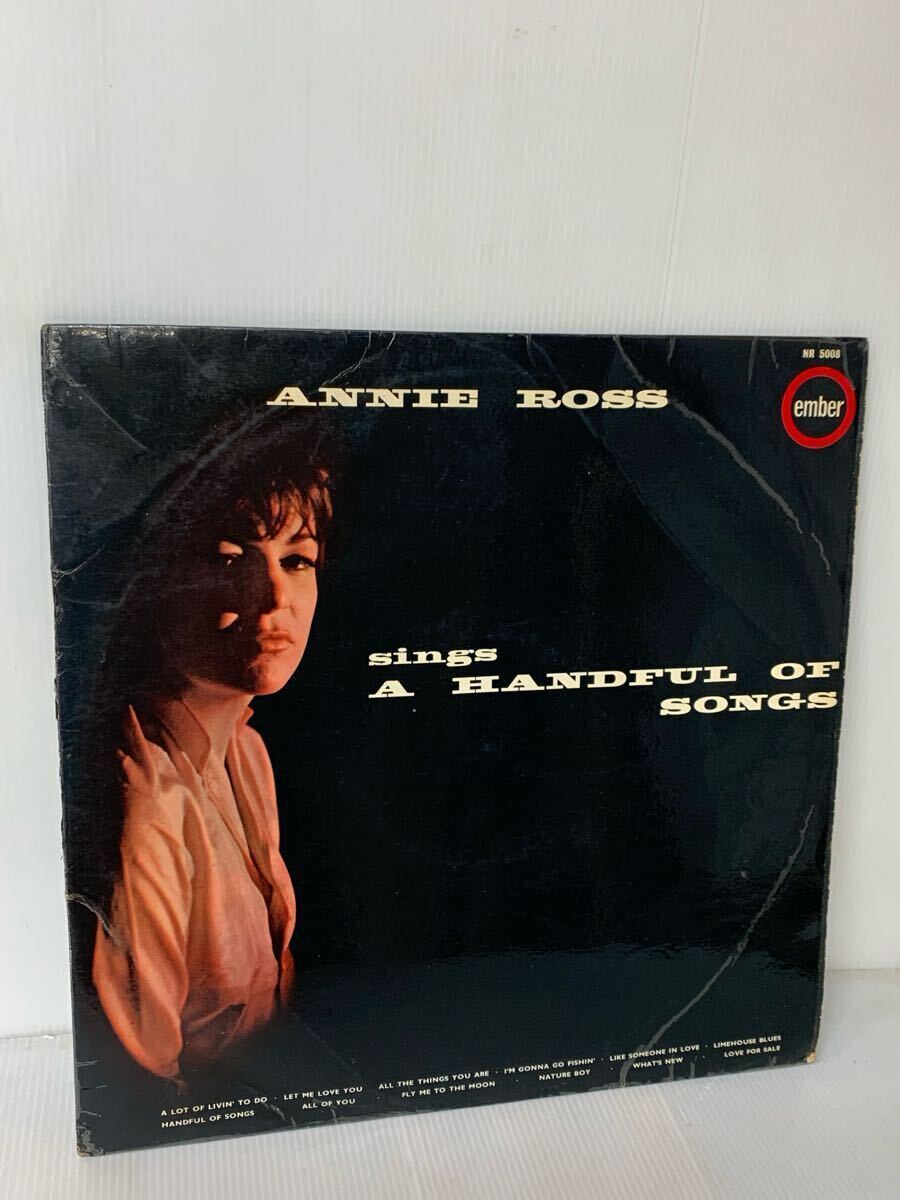 NR 5008
ember
ANNIE ROSS
sings
A HANDFUL OF
SONGS
A LOT OF LIVIN' TO DO · LET ME LOVE YOU · ALL THE THINGS YOU ARE · I'M GONNA GO FISHIN' · LIKE SOMEONE IN LOVE · LIMEHOUSE BLUES
HANDFUL OF SONGS · ALL OF YOU · FLY ME TO THE MOON · NATURE BOY · WHAT'S NEW · LOVE FOR SALE